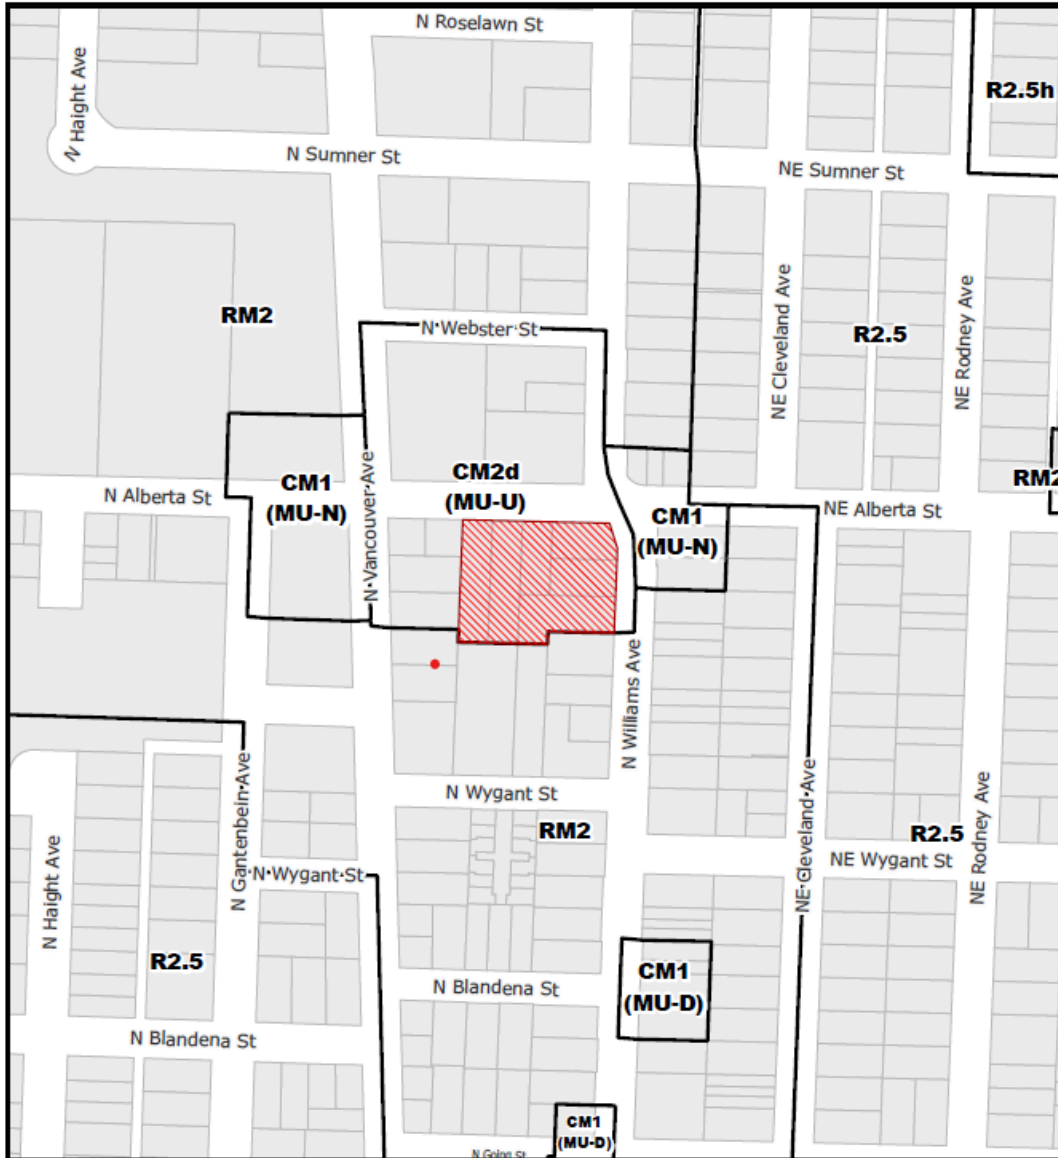 N Roselawn St
N Haight Ave
R2.5h
N Sumner St
NE Sumner St
NE Cleveland Ave
NE Rodney Ave
RM2
N Webster St
R2.5
CM1
(MU-N)
N Vancouver Ave
CM2d
(MU-U)
RM2
N Alberta St
CM1
(MU-N)
NE Alberta St
N Williams Ave
N Gantenbein Ave
N Wygant St
NE Cleveland Ave
NE Rodney Ave
RM2
R2.5
N Haight Ave
N Wygant St
NE Wygant St
R2.5
CM1
(MU-D)
N Blandena St
N Blandena St
CM1
(MU-D)
N Going St